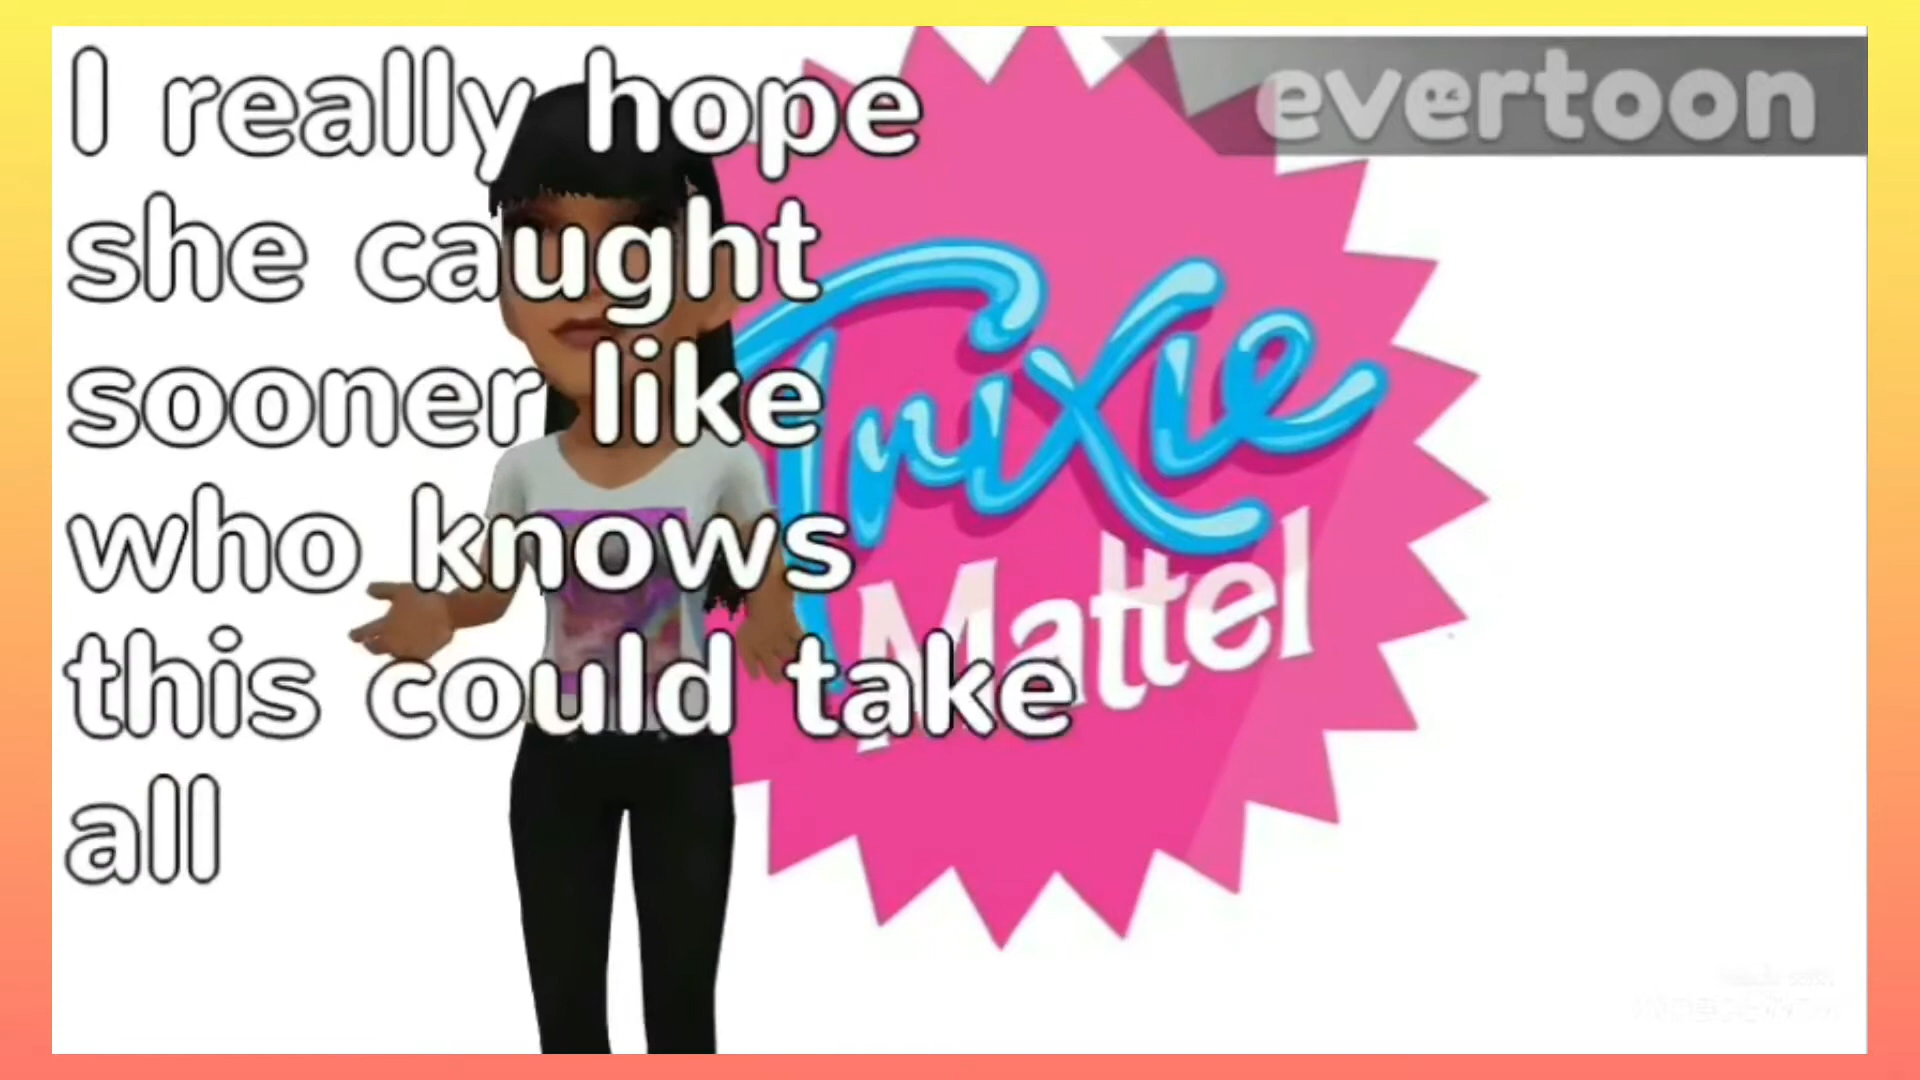 I really hope
she caught
sooner like
who knows
this could take
all
evertoon
Trixie
Mattel